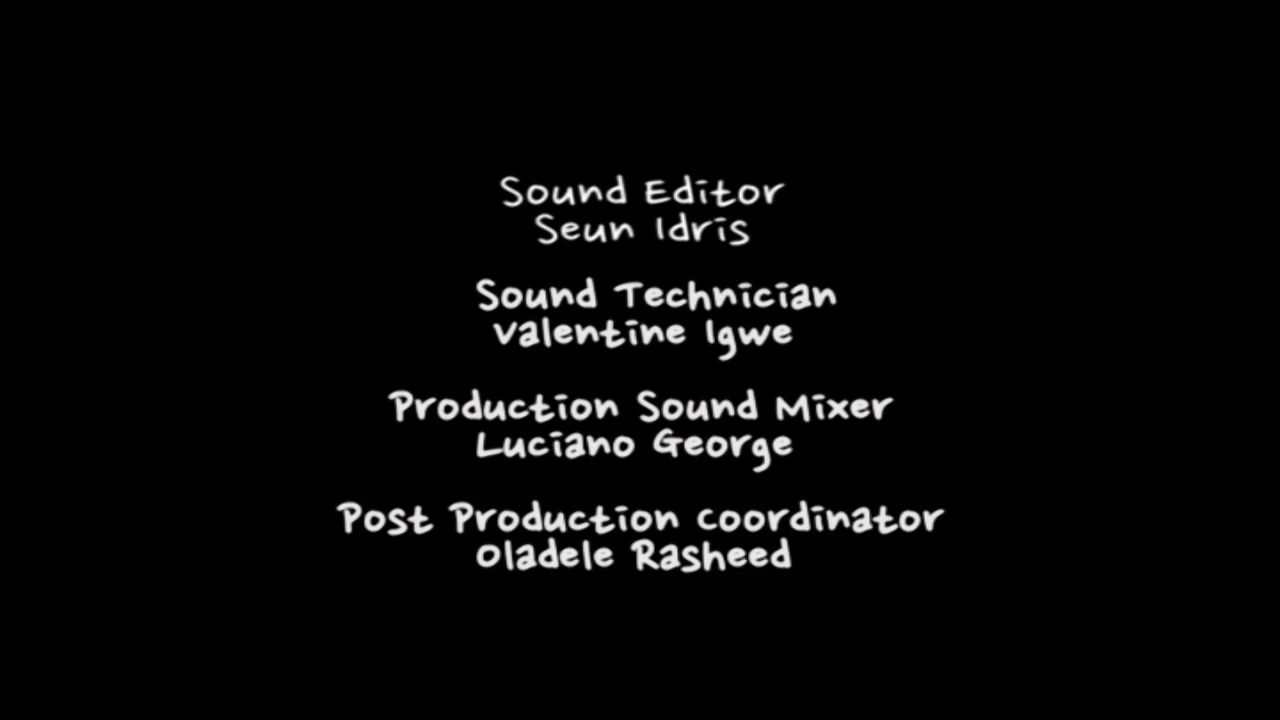 Sound Editor
Seun Idris
Sound Technician
Valentine Igwe
Production Sound Mixer
Luciano George
Post Production Coordinator
Oladele Rasheed